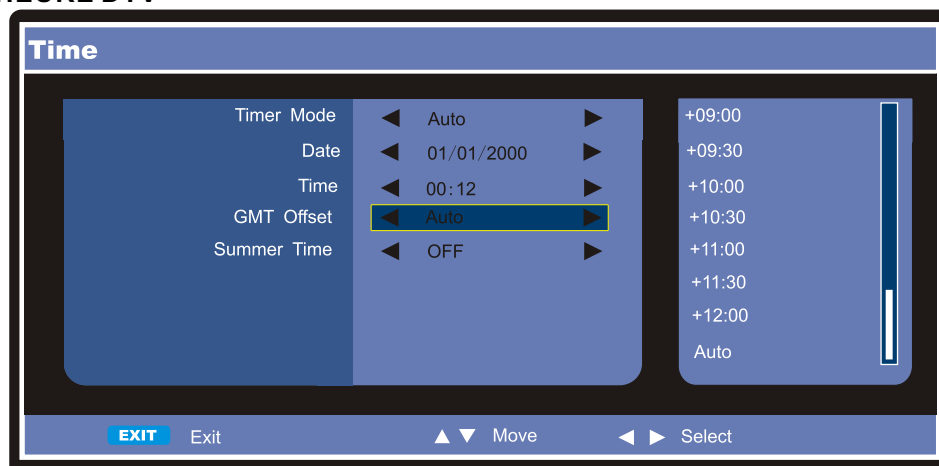 Time
Timer Mode Auto
Date 01/01/2000
Time 00:12
GMT Offset Auto
Summer Time OFF
+09:00
+09:30
+10:00
+10:30
+11:00
+11:30
+12:00
Auto
EXIT Exit Move Select